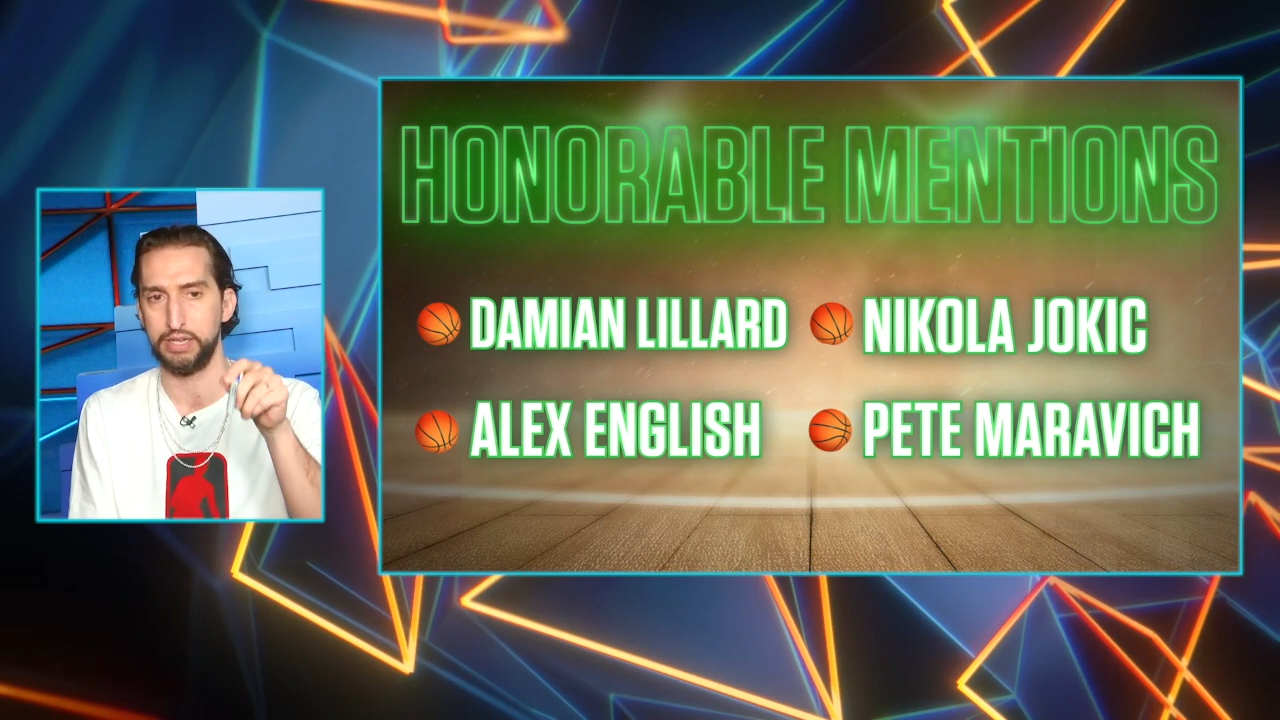 HONORABLE MENTIONS
DAMIAN LILLARD
NIKOLA JOKIC
ALEX ENGLISH
PETE MARAVICH